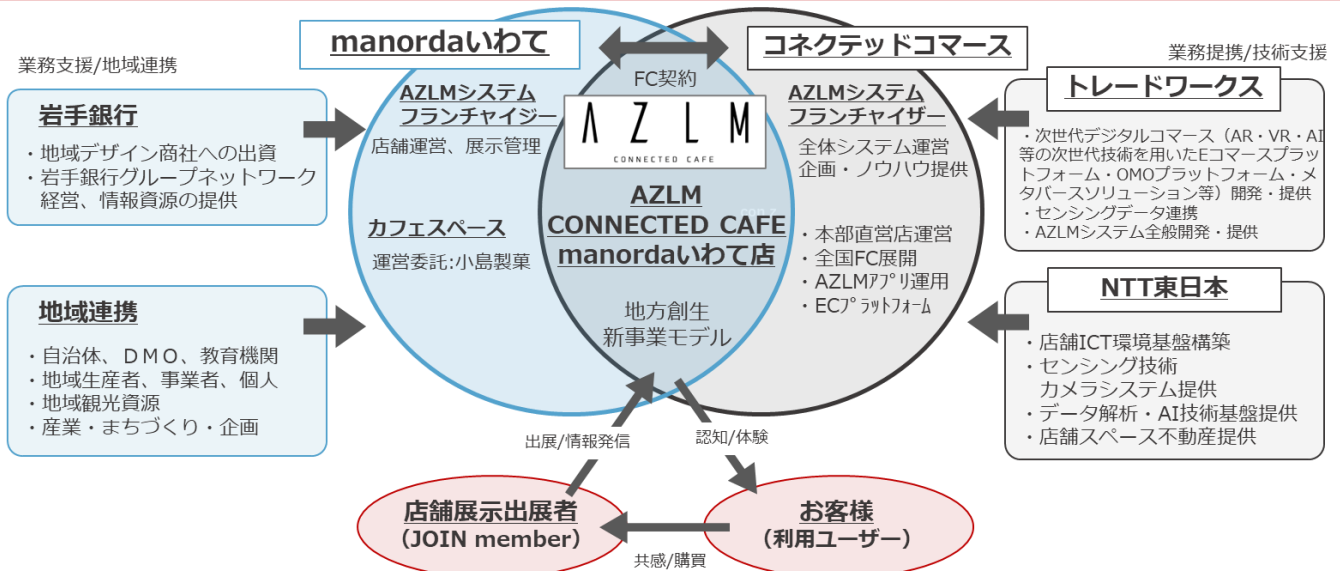 manordaいわて
コネクテッドコマース
業務支援/地域連携
業務提携/技術支援
FC契約
岩手銀行
・地域デザイン商社への出資
・岩手銀行グループネットワーク
経営、情報資源の提供
地域連携
・自治体、ＤＭＯ、教育機関
・地域生産者、事業者、個人
・地域観光資源
・産業・まちづくり・企画
AZLMシステム
フランチャイジー
店舗運営、展示管理
カフェスペース
運営委託:小島製菓
AZLM
CONNECTED CAFE
AZLM
CONNECTED CAFE
manordaいわて店
地方創生
新事業モデル
AZLMシステム
フランチャイザー
全体システム運営
企画・ノウハウ提供
・本部直営店運営
・全国FC展開
・AZLMｱﾌﾟﾘ運用
・ECﾌﾟﾗｯﾄﾌｫｰﾑ
トレードワークス
・次世代デジタルコマース（AR・VR・AI
等の次世代技術を用いたEコマースプラッ
トフォーム・OMOプラットフォーム・メ
タバースソリューション等）開発・提供
・センシングデータ連携
・AZLMシステム全般開発・提供
NTT東日本
・店舗ICT環境基盤構築
・センシング技術
カメラシステム提供
・データ解析・AI技術基盤提供
・店舗スペース不動産提供
出展/情報発信
認知/体験
店舗展示出展者
（JOIN member）
お客様
（利用ユーザー）
共感/購買